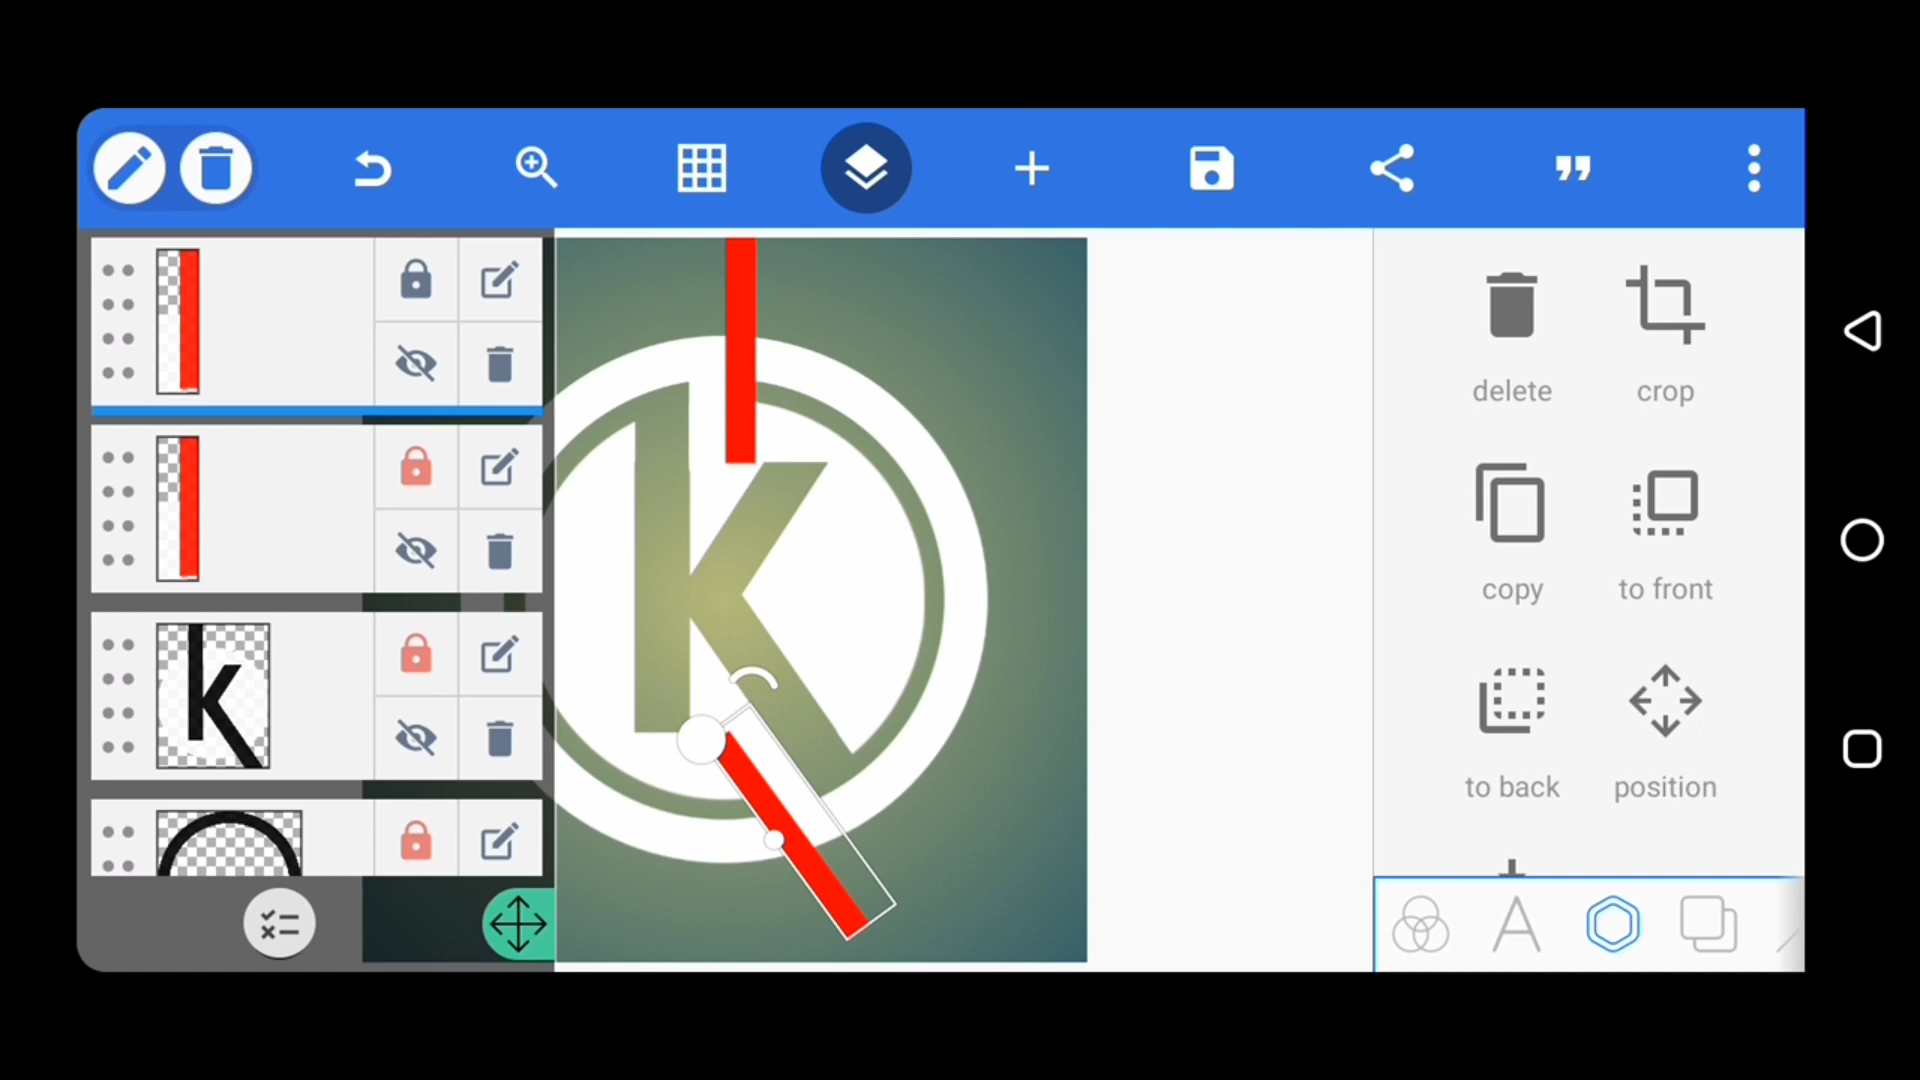 k
k
delete crop
copy to front
to back position